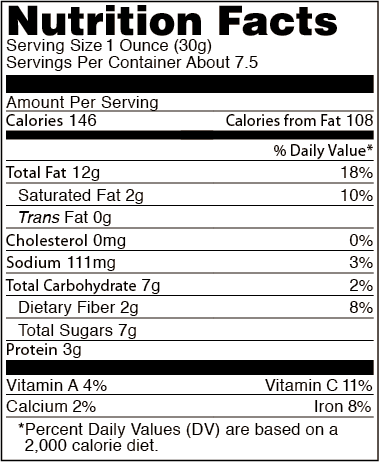 Nutrition Facts
Serving Size 1 Ounce (30g)
Servings Per Container About 7.5
Amount Per Serving
Calories 146 Calories from Fat 108
% Daily Value*
Total Fat 12g 18%
Saturated Fat 2g 10%
Trans Fat 0g
Cholesterol 0mg 0%
Sodium 111mg 3%
Total Carbohydrate 7g 2%
Dietary Fiber 2g 8%
Total Sugars 7g
Protein 3g
Vitamin A 4% Vitamin C 11%
Calcium 2% Iron 8%
*Percent Daily Values (DV) are based on a
2,000 calorie diet.